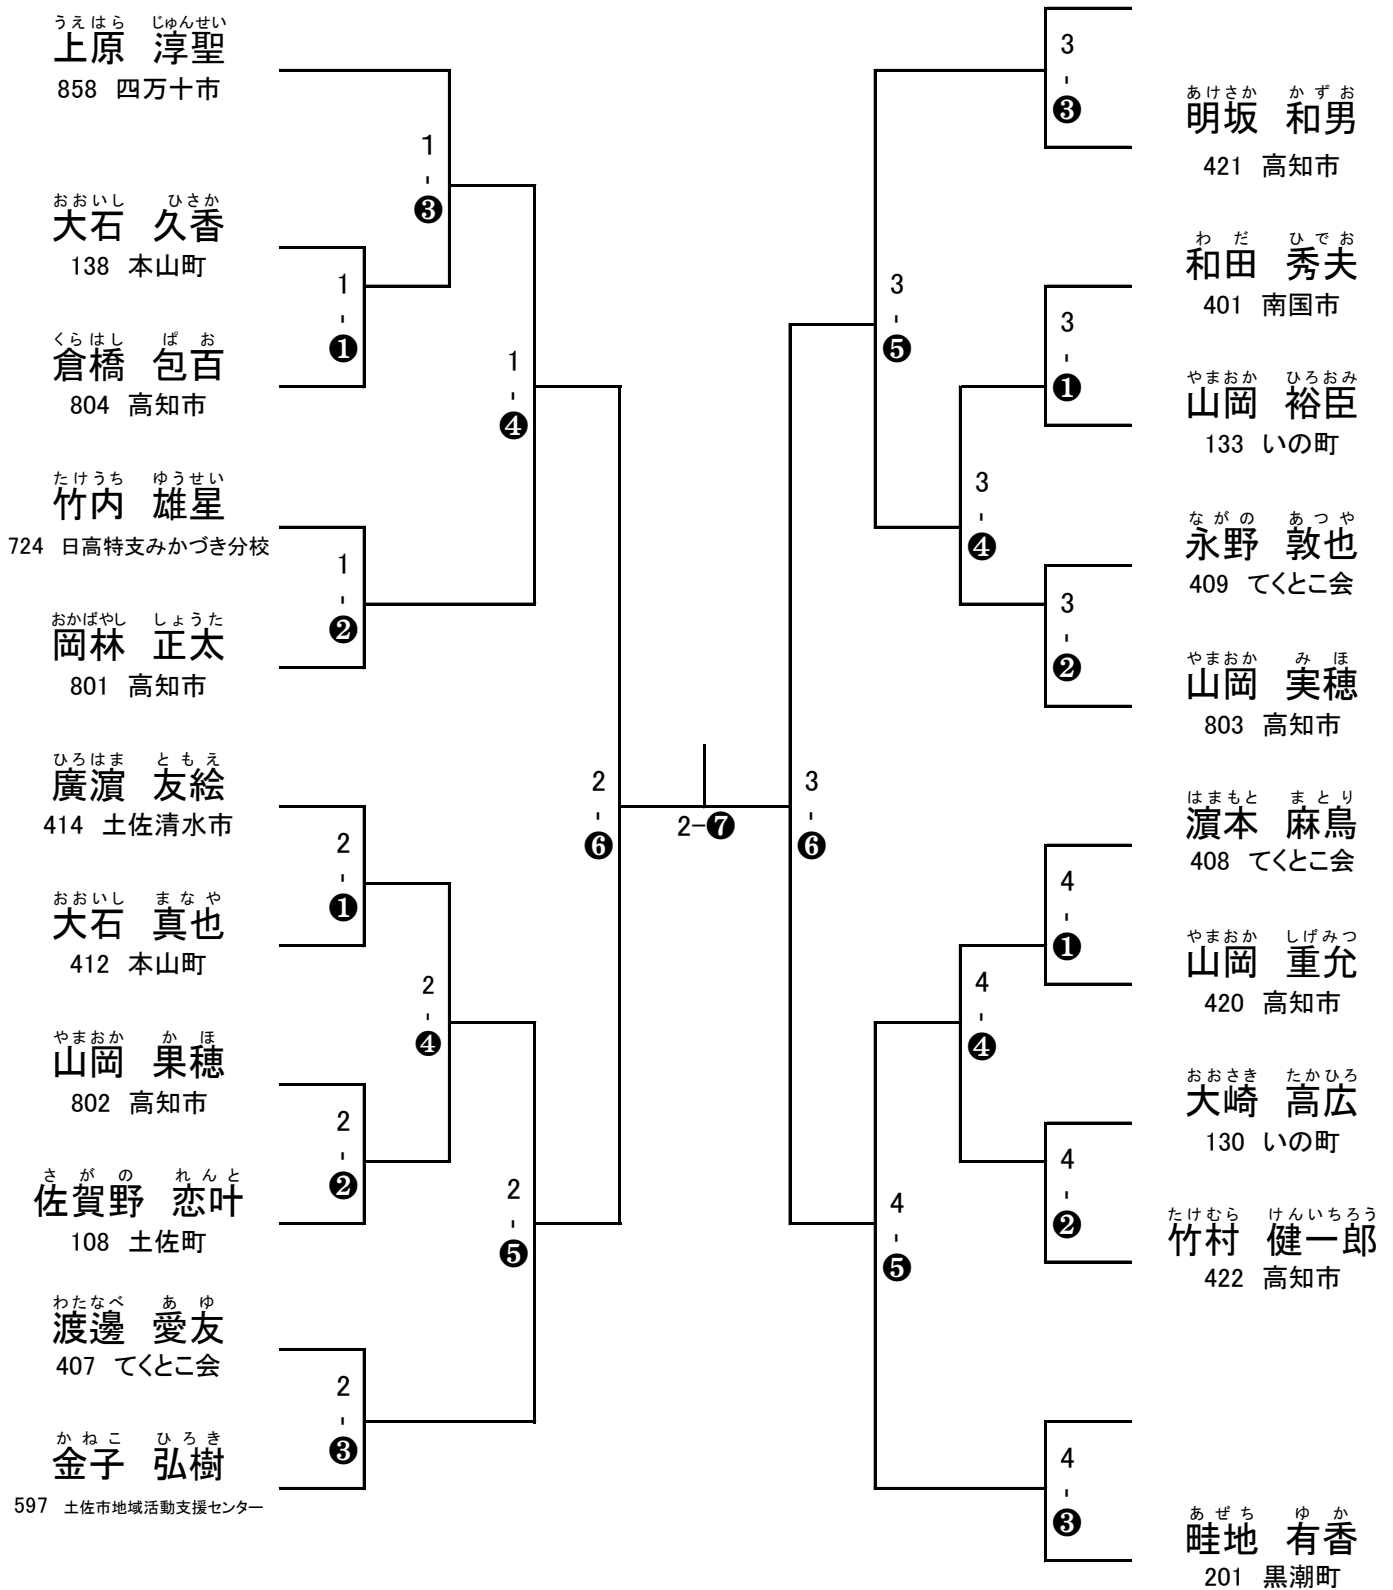 うえはら じゅんせい
上原 淳聖
858 四万十市
1
-
❸
おおいし ひさか
大石 久香
138 本山町
1
-
❶
くらはし ぱお
倉橋 包百
804 高知市
1
-
❹
たけうち ゆうせい
竹内 雄星
724 日高特支みかづき分校
1
-
❷
おかばやし しょうた
岡林 正太
801 高知市
ひろはま ともえ
廣濵 友絵
414 土佐清水市
2
-
❶
2
-
❻
おおいし まなや
大石 真也
412 本山町
2
-
❹
やまおか かほ
山岡 果穂
802 高知市
2
-
❷
さがの れんと
佐賀野 恋叶
108 土佐町
2
-
❺
わたなべ あゆ
渡邊 愛友
407 てくとこ会
2
-
❸
かねこ ひろき
金子 弘樹
597 土佐市地域活動支援センター
2-❼
3
-
❸
あけさか かずお
明坂 和男
421 高知市
わだ ひでお
和田 秀夫
401 南国市
3
-
❺
3
-
❶
やまおか ひろおみ
山岡 裕臣
133 いの町
3
-
❹
ながの あつや
永野 敦也
409 てくとこ会
3
-
❷
やまおか みほ
山岡 実穂
803 高知市
3
-
❻
はまもと まとり
濵本 麻鳥
408 てくとこ会
4
-
❶
やまおか しげみつ
山岡 重允
420 高知市
4
-
❹
おおさき たかひろ
大崎 高広
130 いの町
4
-
❷
たけむら けんいちろう
竹村 健一郎
422 高知市
4
-
❺
4
-
❸
あぜち ゆか
畦地 有香
201 黒潮町